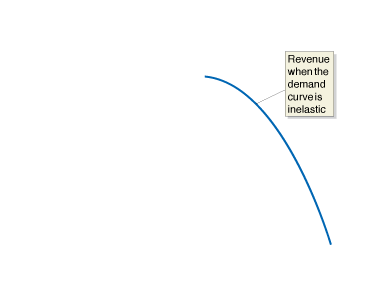 Revenue
when the
demand
curve is
inelastic